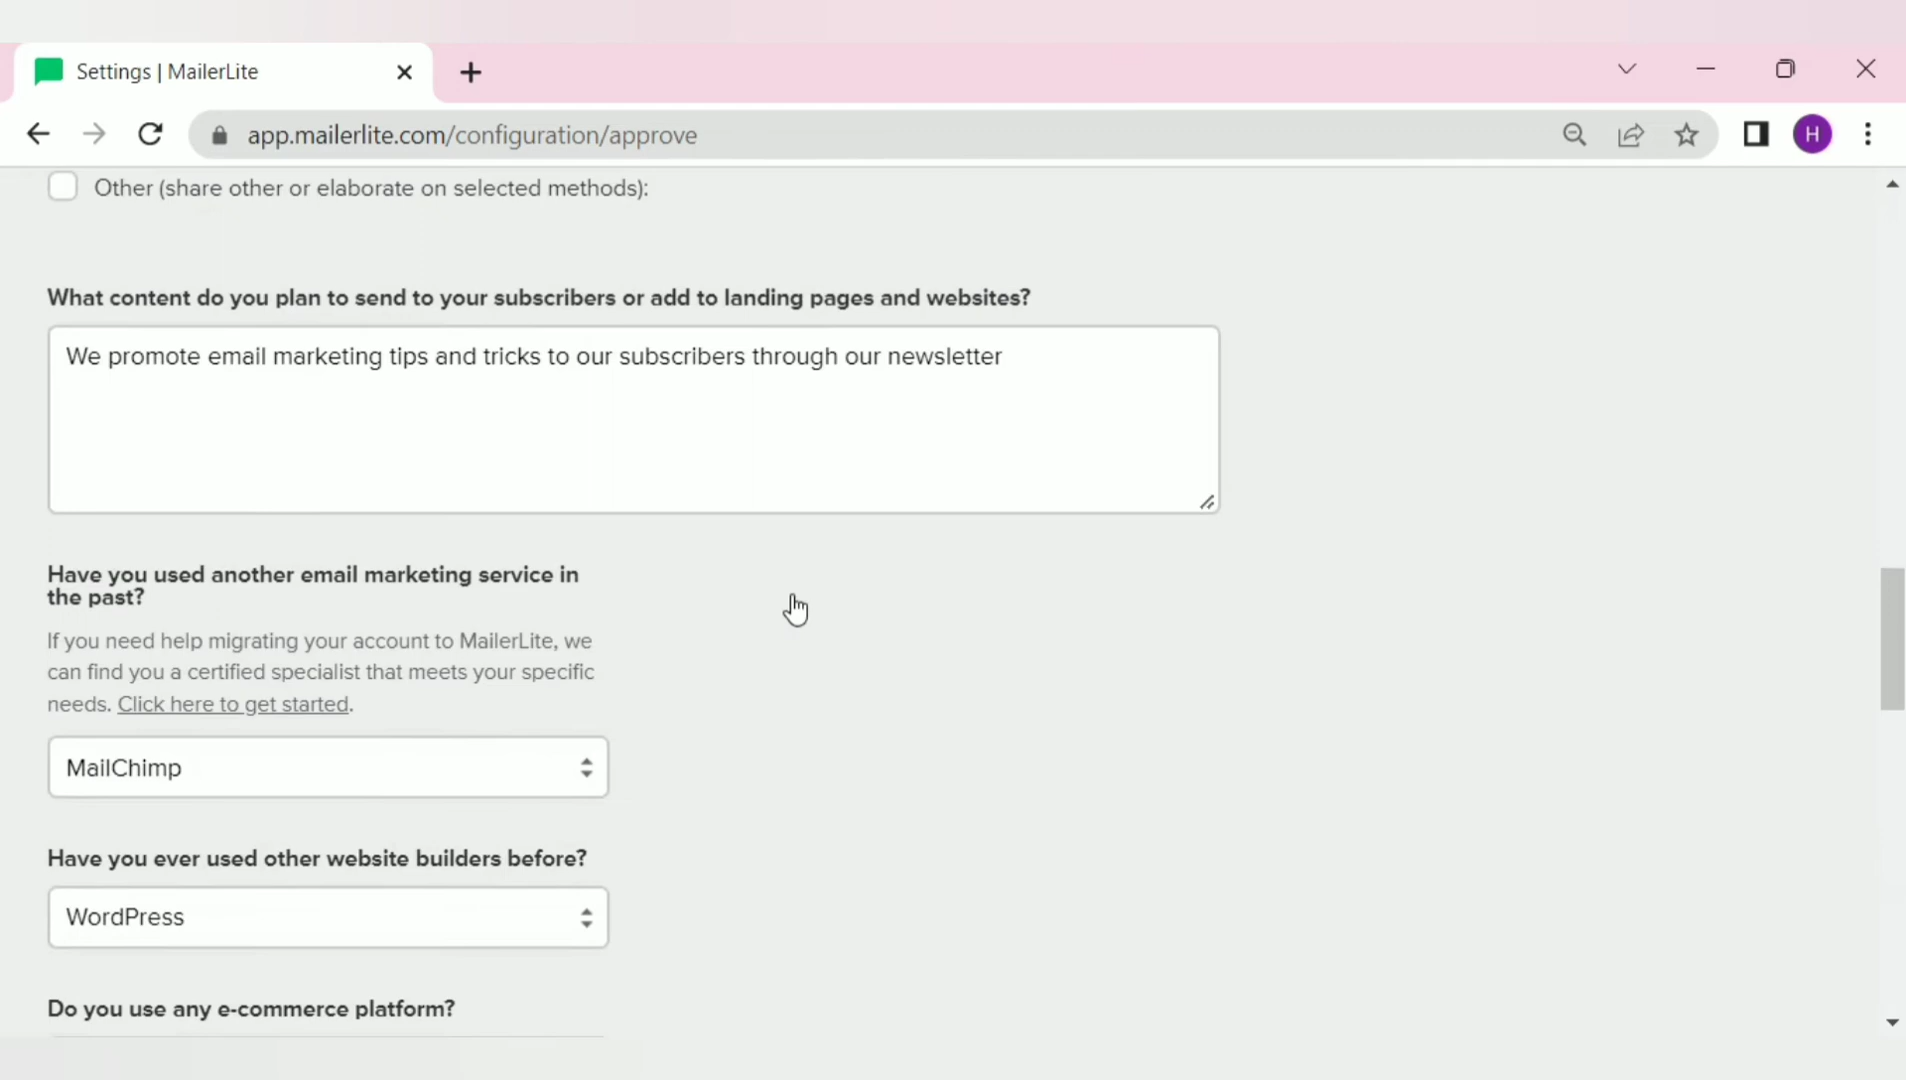 Settings | MailerLite
app.mailerlite.com/configuration/approve
H
Other (share other or elaborate on selected methods):
What content do you plan to send to your subscribers or add to landing pages and websites?
We promote email marketing tips and tricks to our subscribers through our newsletter
Have you used another email marketing service in
the past?
If you need help migrating your account to MailerLite, we
can find you a certified specialist that meets your specific
needs. Click here to get started.
MailChimp
Have you ever used other website builders before?
WordPress
Do you use any e-commerce platform?